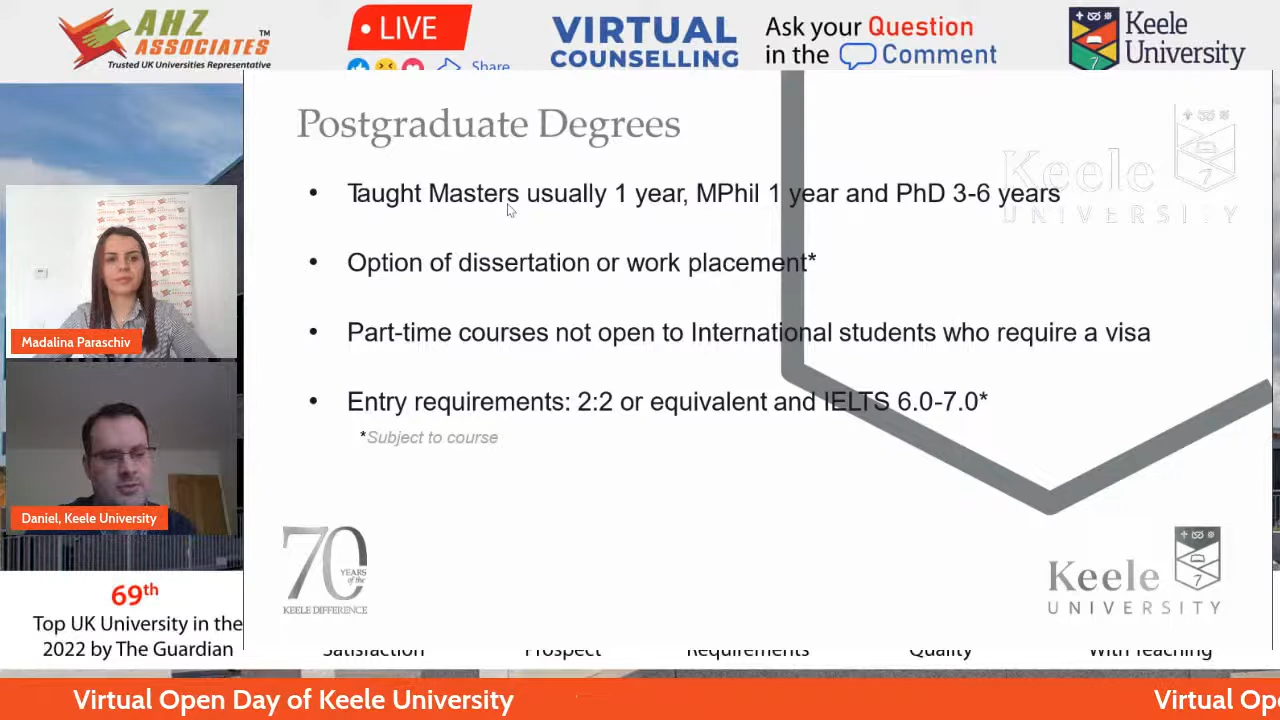 AHZ
ASSOCIATES
TM
Trusted UK Universities Representative
• LIVE
Share
VIRTUAL
COUNSELLING
Ask your Question
in the Comment
Keele
University
Postgraduate Degrees
Keele
UNIVERSITY
• Taught Masters usually 1 year, MPhil 1 year and PhD 3-6 years
• Option of dissertation or work placement*
• Part-time courses not open to International students who require a visa
• Entry requirements: 2:2 or equivalent and IELTS 6.0-7.0*
*Subject to course
Madalina Paraschiv
Daniel, Keele University
70
YEARS
of the
KEELE DIFFERENCE
Keele
UNIVERSITY
69th
Top UK University in the
2022 by The Guardian
Satisfaction
Prospect
Requirements
Quality
With Teaching
Virtual Open Day of Keele University
Virtual Ope